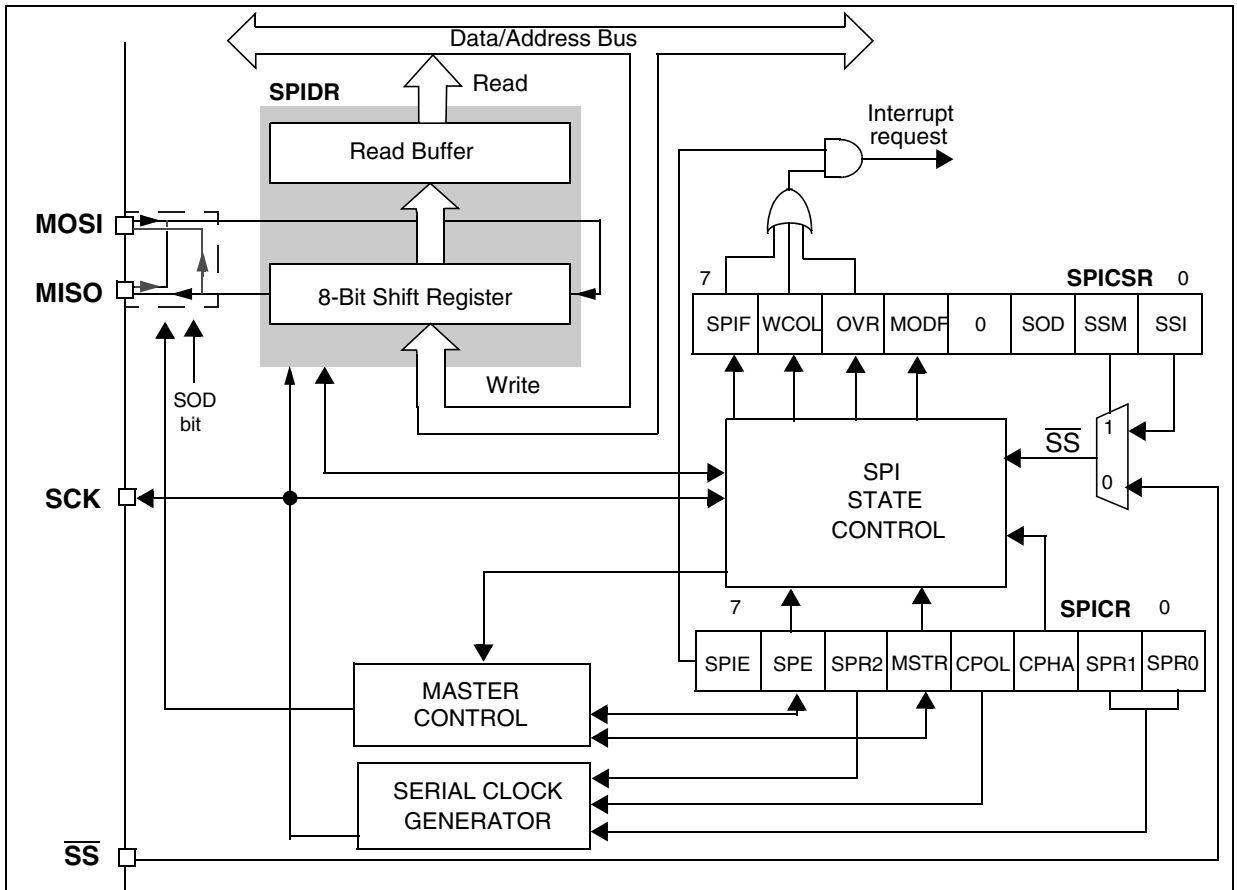 Data/Address Bus
Read
SPIDR
Read Buffer
Interrupt
request
MOSI
MISO
8-Bit Shift Register
7 SPICSR 0
SPIF WCOL OVR MODF 0 SOD SSM SSI
Write
SOD
bit
1
SS
0
SCK
SPI
STATE
CONTROL
7 SPICR 0
SPIE SPE SPR2 MSTR CPOL CPHA SPR1 SPR0
MASTER
CONTROL
SERIAL CLOCK
GENERATOR
SS